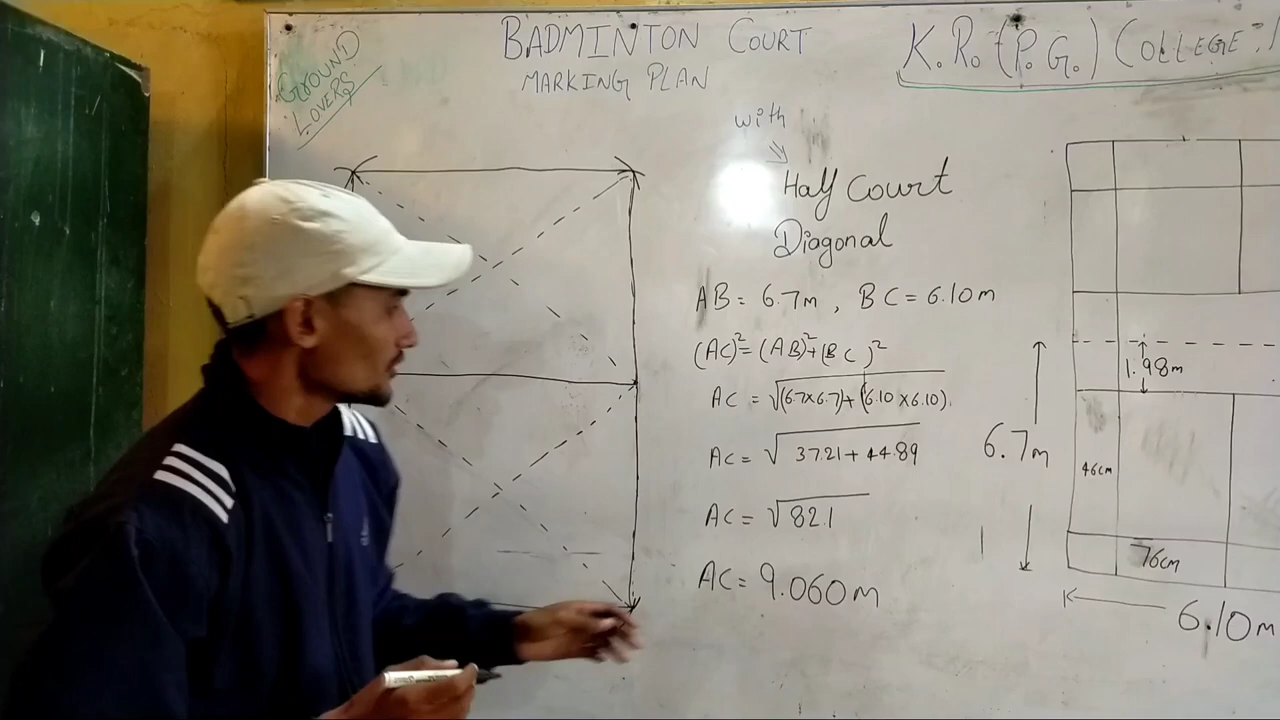 GROUND
LOVERS
BADMINTON COURT
MARKING PLAN
K.R.(P.G.) COLLEGE
with
Half Court
Diagonal
AB = 6.7m , BC = 6.10m
(AC)² = (AB)² + (BC)²
AC = √(6.7×6.7)+(6.10×6.10)
AC = √37.21 + 44.89
AC = √82.1
AC = 9.060m
1.98m
6.7m
46cm
76cm
6.10m